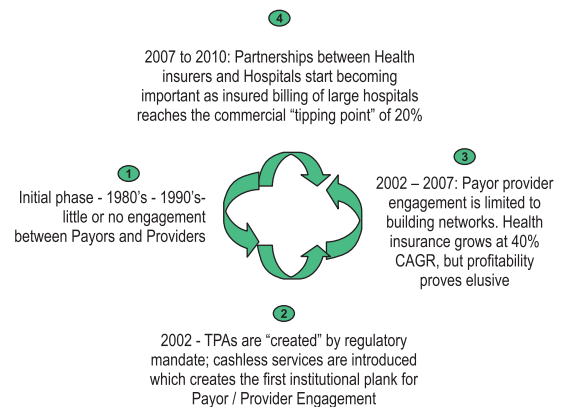 4
2007 to 2010: Partnerships between Health
insurers and Hospitals start becoming
important as insured billing of large hospitals
reaches the commercial “tipping point” of 20%
1
Initial phase - 1980’s - 1990’s-
little or no engagement
between Payors and Providers
3
2002 – 2007: Payor provider
engagement is limited to
building networks. Health
insurance grows at 40%
CAGR, but profitability
proves elusive
2
2002 - TPAs are “created” by regulatory
mandate; cashless services are introduced
which creates the first institutional plank for
Payor / Provider Engagement